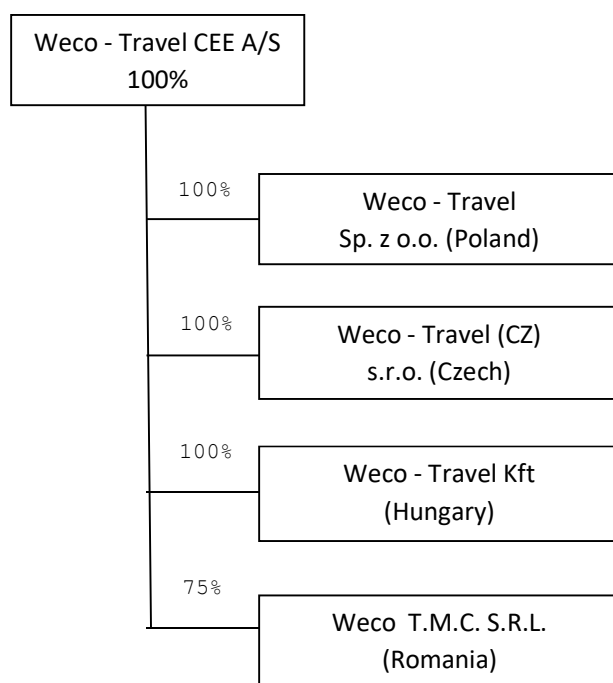 Weco - Travel CEE A/S
100%
100%
Weco - Travel
Sp. z o.o. (Poland)
100%
Weco - Travel (CZ)
s.r.o. (Czech)
100%
Weco - Travel Kft
(Hungary)
75%
Weco T.M.C. S.R.L.
(Romania)